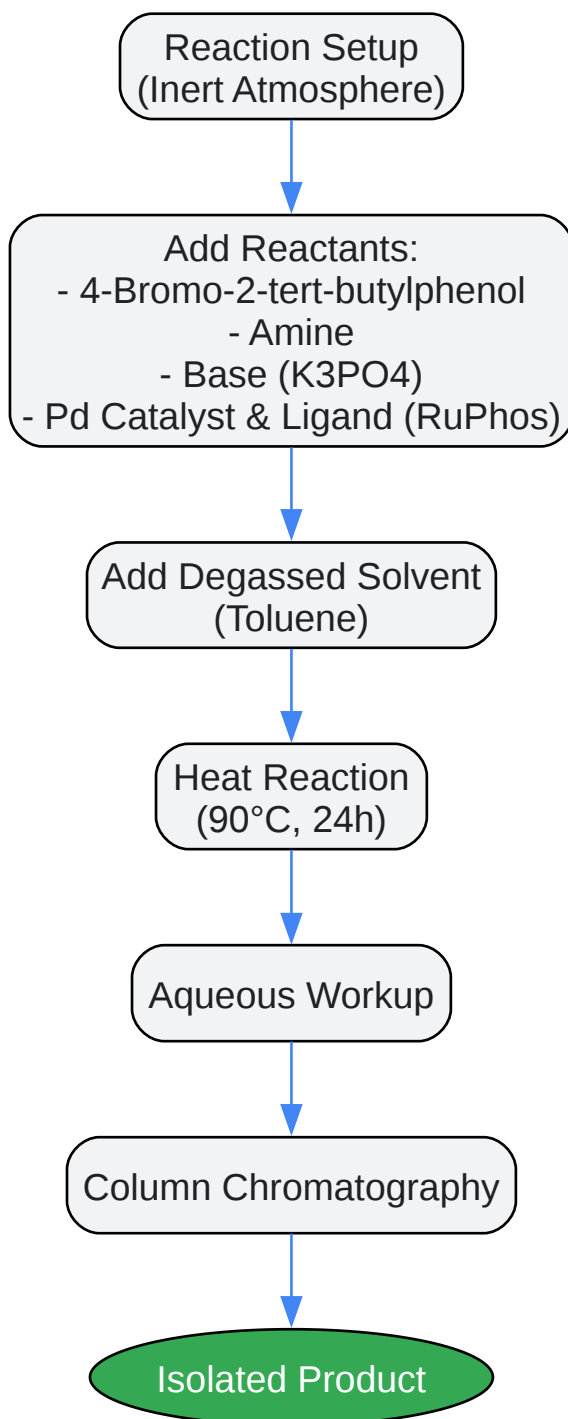 Reaction Setup
(Inert Atmosphere)
Add Reactants:
- 4-Bromo-2-tert-butylphenol
- Amine
- Base (K3PO4)
- Pd Catalyst & Ligand (RuPhos)
Add Degassed Solvent
(Toluene)
Heat Reaction
(90°C, 24h)
Aqueous Workup
Column Chromatography
Isolated Product